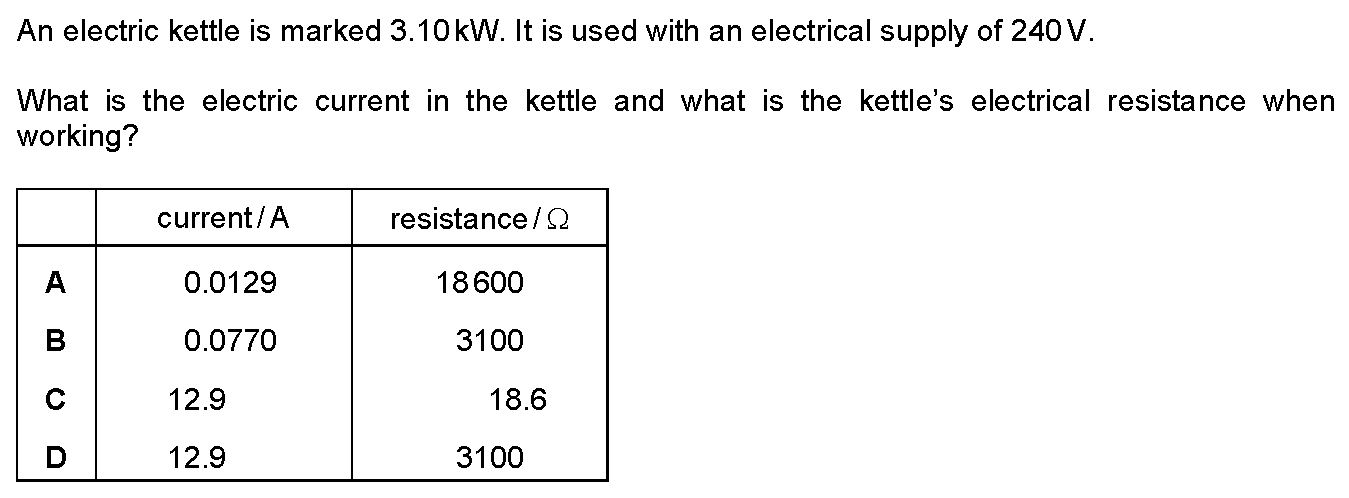 An electric kettle is marked 3.10 kW. It is used with an electrical supply of 240 V.
What is the electric current in the kettle and what is the kettle's electrical resistance when
working?
current / A resistance / Ω
A 0.0129 18 600
B 0.0770 3100
C 12.9 18.6
D 12.9 3100